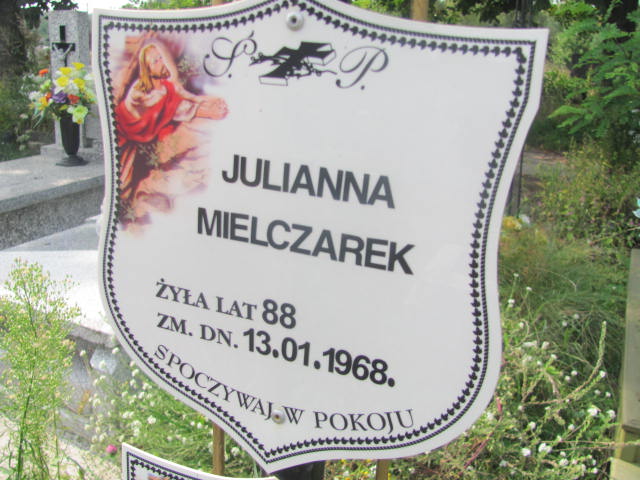 Ś. P.
JULIANNA
MIELCZAREK
ŻYŁA LAT 88
ZM. DN. 13.01.1968.
SPOCZYWAJ W POKOJU